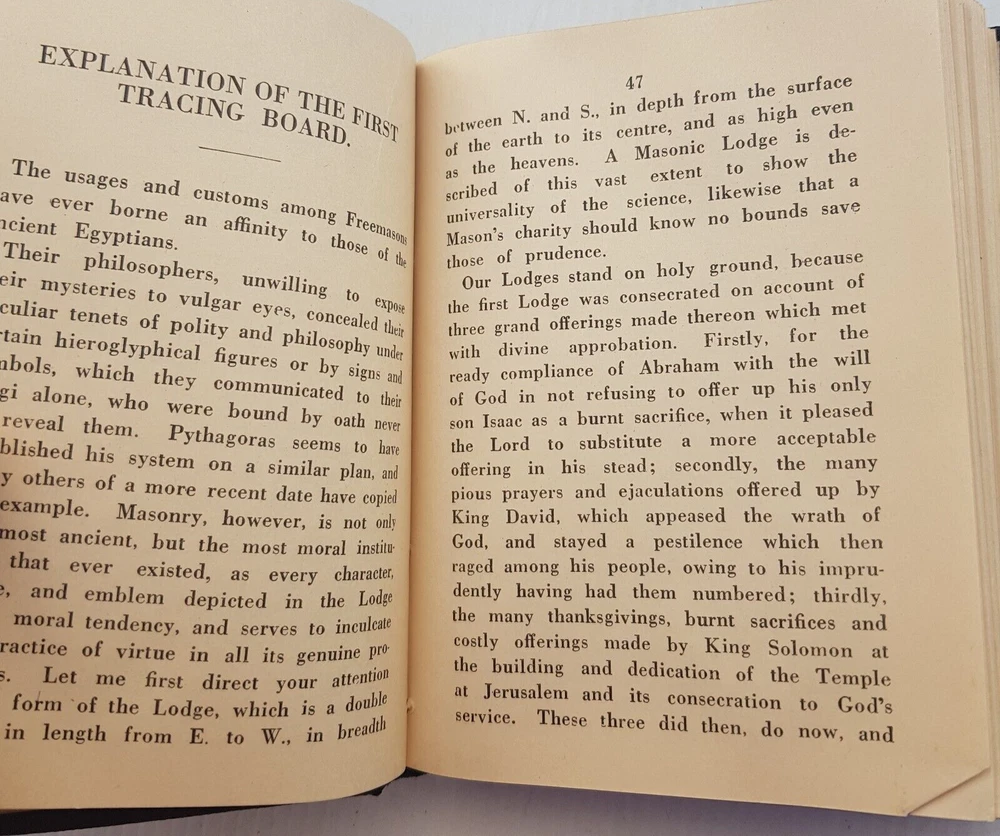 EXPLANATION OF THE FIRST
TRACING BOARD.
The usages and customs among Freemasons
ave ever borne an affinity to those of the
ncient Egyptians.
Their philosophers, unwilling to expose
eir mysteries to vulgar eyes, concealed their
culiar tenets of polity and philosophy under
rtain hieroglyphical figures or by signs and
mbols, which they communicated to their
gi alone, who were bound by oath never
reveal them. Pythagoras seems to have
blished his system on a similar plan, and
y others of a more recent date have copied
example. Masonry, however, is not only
most ancient, but the most moral institu-
that ever existed, as every character,
e, and emblem depicted in the Lodge
moral tendency, and serves to inculcate
ractice of virtue in all its genuine pro-
s. Let me first direct your attention
form of the Lodge, which is a double
in length from E. to W., in breadth
47
between N. and S., in depth from the surface
of the earth to its centre, and as high even
as the heavens. A Masonic Lodge is de-
scribed of this vast extent to show the
universality of the science, likewise that a
Mason's charity should know no bounds save
those of prudence.
Our Lodges stand on holy ground, because
the first Lodge was consecrated on account of
three grand offerings made thereon which met
with divine approbation. Firstly, for the
ready compliance of Abraham with the will
of God in not refusing to offer up his only
son Isaac as a burnt sacrifice, when it pleased
the Lord to substitute a more acceptable
offering in his stead; secondly, the many
pious prayers and ejaculations offered up by
King David, which appeased the wrath of
God, and stayed a pestilence which then
raged among his people, owing to his impru-
dently having had them numbered; thirdly,
the many thanksgivings, burnt sacrifices and
costly offerings made by King Solomon at
the building and dedication of the Temple
at Jerusalem and its consecration to God's
service. These three did then, do now, and